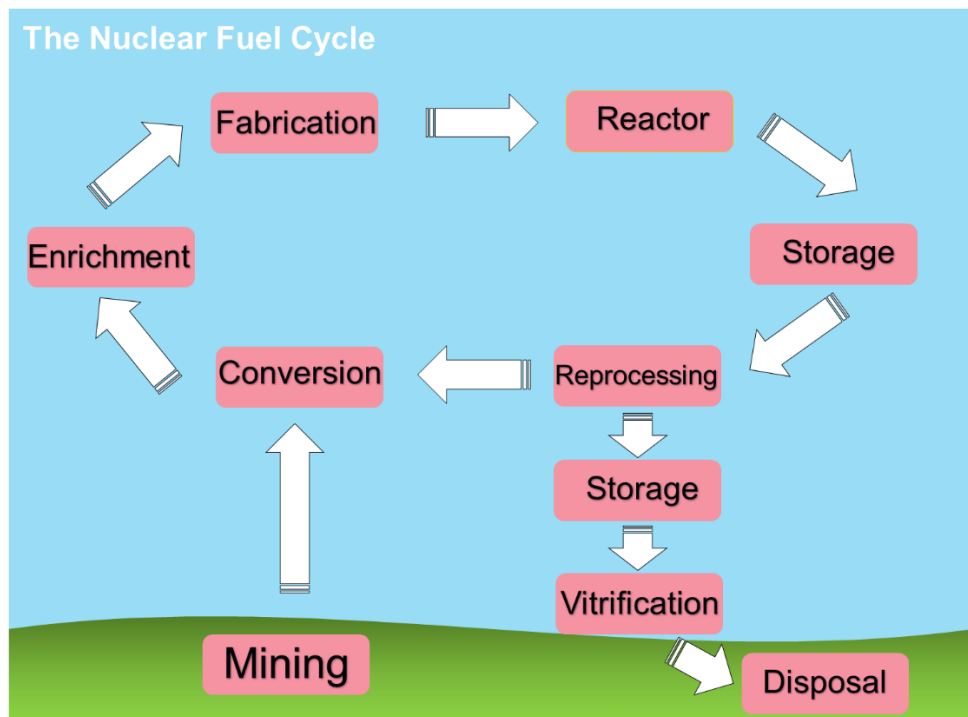 The Nuclear Fuel Cycle
Fabrication
Reactor
Enrichment
Storage
Conversion
Reprocessing
Storage
Vitrification
Mining
Disposal